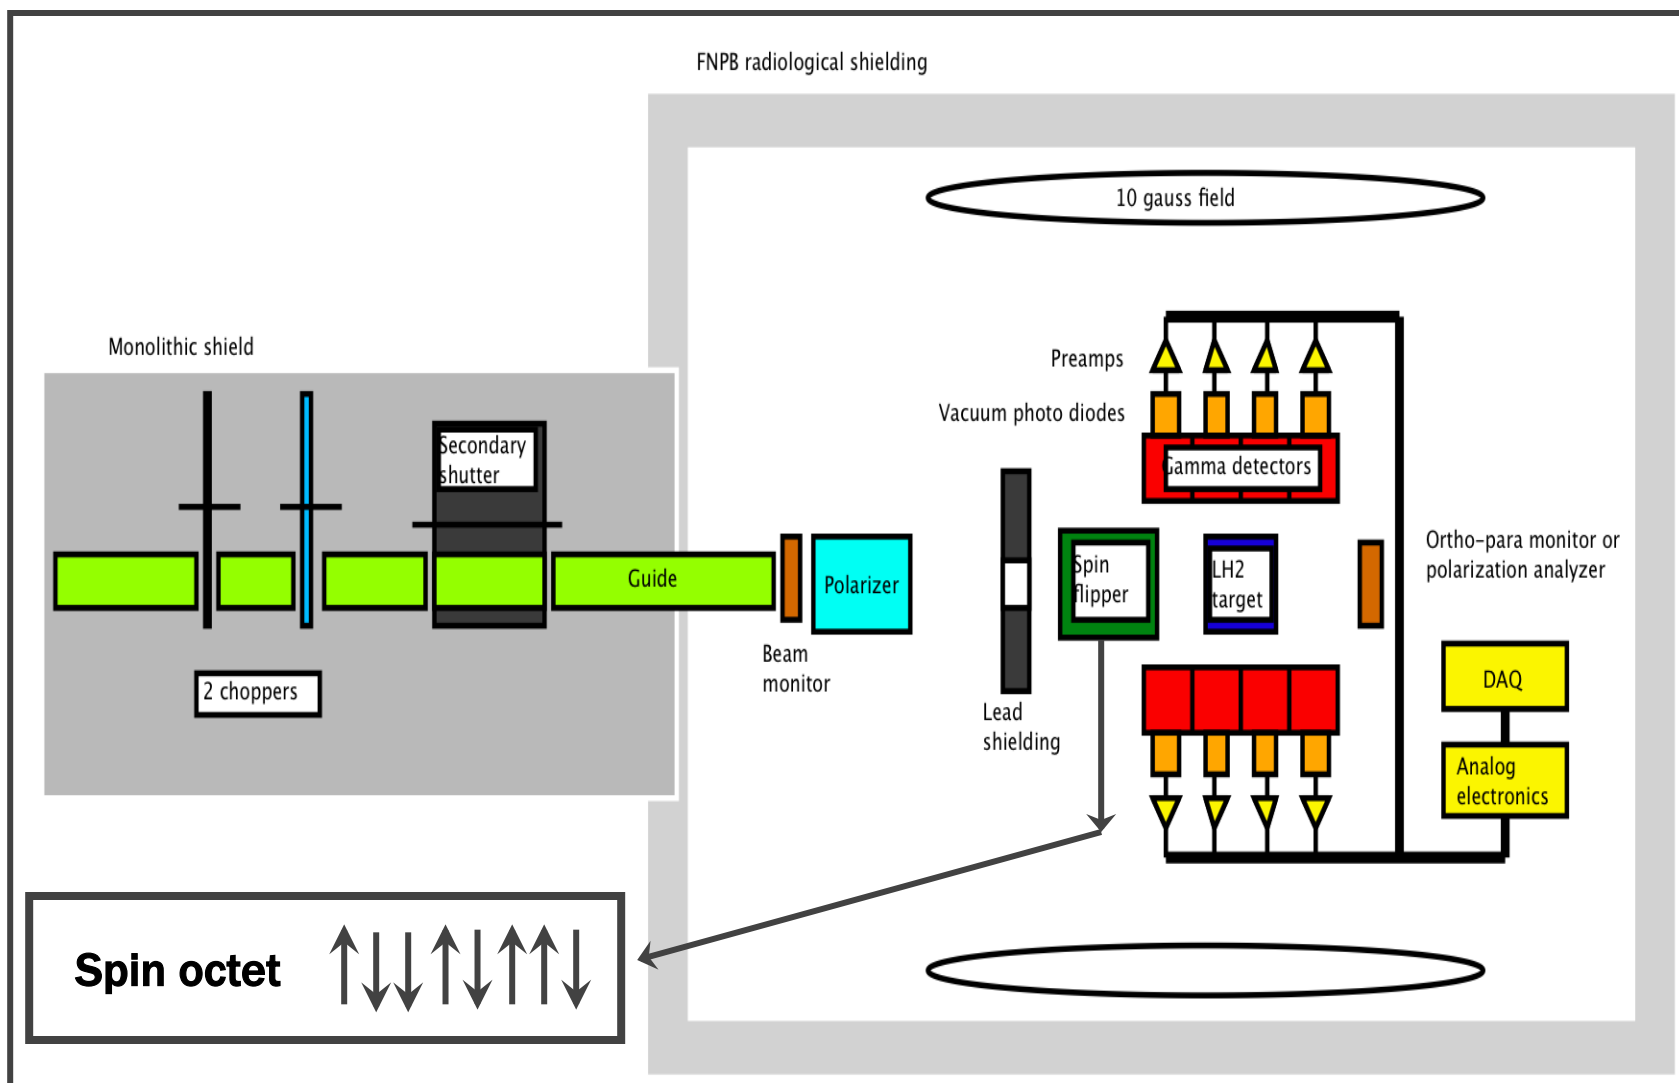 FNPB radiological shielding
10 gauss field
Monolithic shield
Preamps
Vacuum photo diodes
Secondary
shutter
Gamma detectors
Guide
Polarizer
Spin
flipper
LH2
target
Ortho-para monitor or
polarization analyzer
Beam
monitor
2 choppers
Lead
shielding
DAQ
Analog
electronics
Spin octet ↑↓↓↑↓↑↑↓